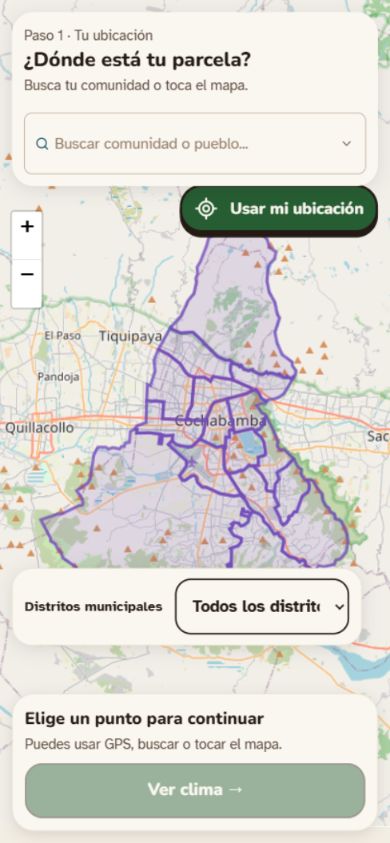 Paso 1 · Tu ubicación
¿Dónde está tu parcela?
Busca tu comunidad o toca el mapa.
Buscar comunidad o pueblo...
Usar mi ubicación
+
−
El Paso
Tiquipaya
Pandoja
Cochabamba
Quillacollo
Sac
Distritos municipales
Todos los distrit
Elige un punto para continuar
Puedes usar GPS, buscar o tocar el mapa.
Ver clima →